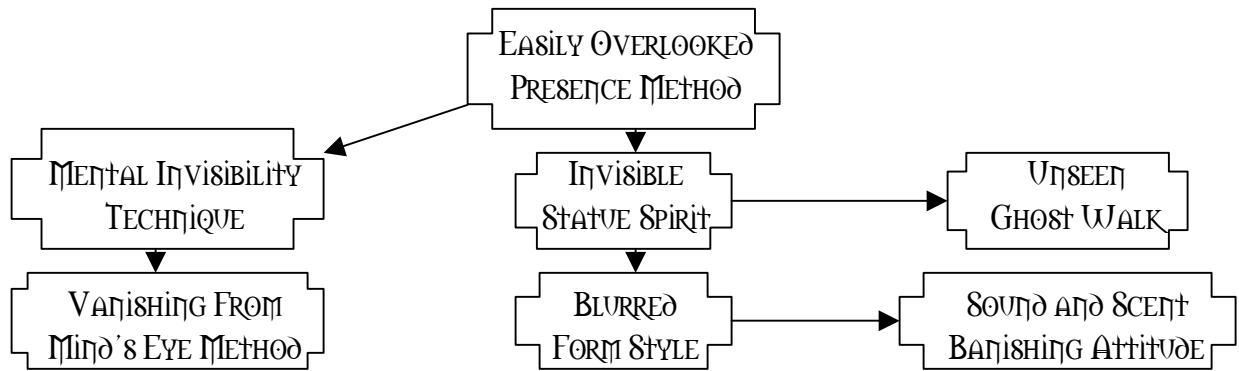 Easily Overlooked
Presence Method
Mental Invisibility
Technique
Invisible
Statue Spirit
Unseen
Ghost Walk
Vanishing From
Mind's Eye Method
Blurred
Form Style
Sound and Scent
Banishing Attitude